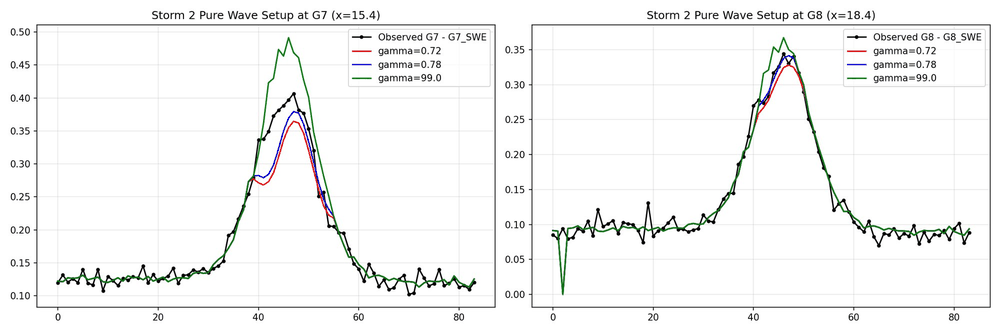 Storm 2 Pure Wave Setup at G7 (x=15.4)
0.50
0.45
0.40
0.35
0.30
0.25
0.20
0.15
0.10
0
20
40
60
80
Observed G7 - G7_SWE
gamma=0.72
gamma=0.78
gamma=99.0
Storm 2 Pure Wave Setup at G8 (x=18.4)
0.35
0.30
0.25
0.20
0.15
0.10
0.05
0.00
0
20
40
60
80
Observed G8 - G8_SWE
gamma=0.72
gamma=0.78
gamma=99.0